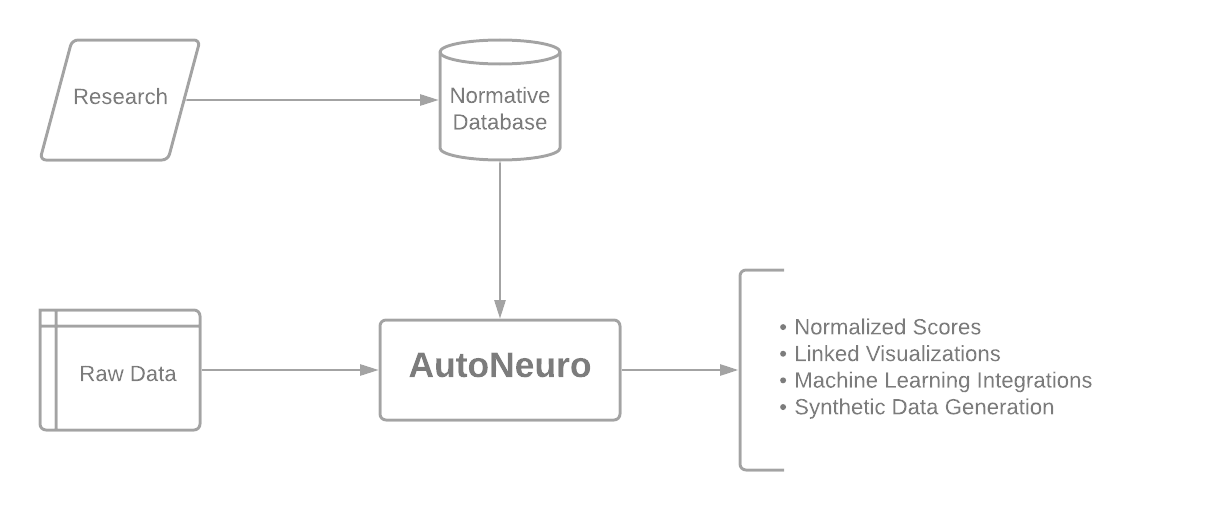 Research
Normative
Database
Raw Data
AutoNeuro
• Normalized Scores
• Linked Visualizations
• Machine Learning Integrations
• Synthetic Data Generation